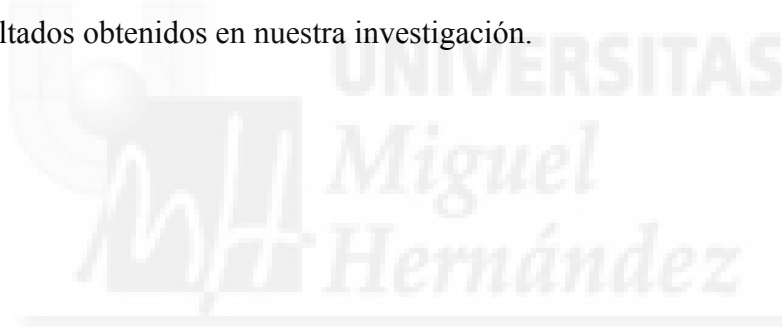 ltados obtenidos en nuestra investigación.
UNIVERSITAS
Miguel
Hernández